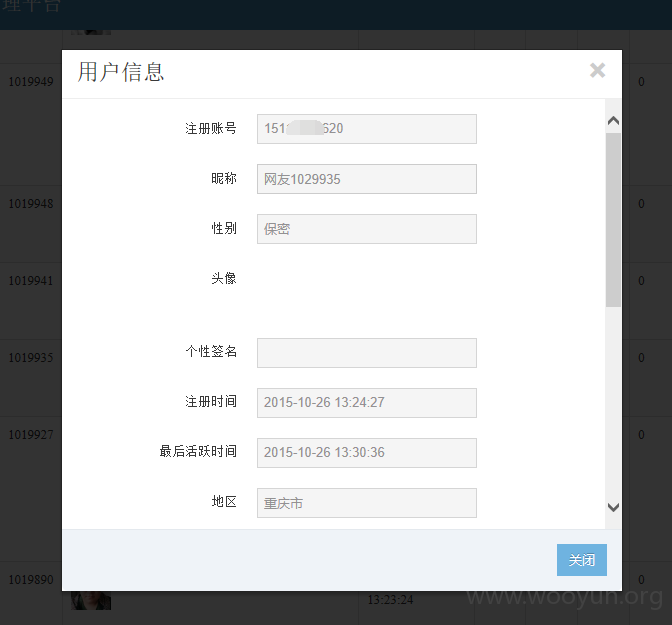 理平台
用户信息
1019949
0
注册账号 151 620
昵称 网友1029935
1019948
0
性别 保密
头像
1019941
0
个性签名
1019935
0
注册时间 2015-10-26 13:24:27
1019927
0
最后活跃时间 2015-10-26 13:30:36
地区 重庆市
关闭
1019890
0
13:23:24
www.wooyun.org